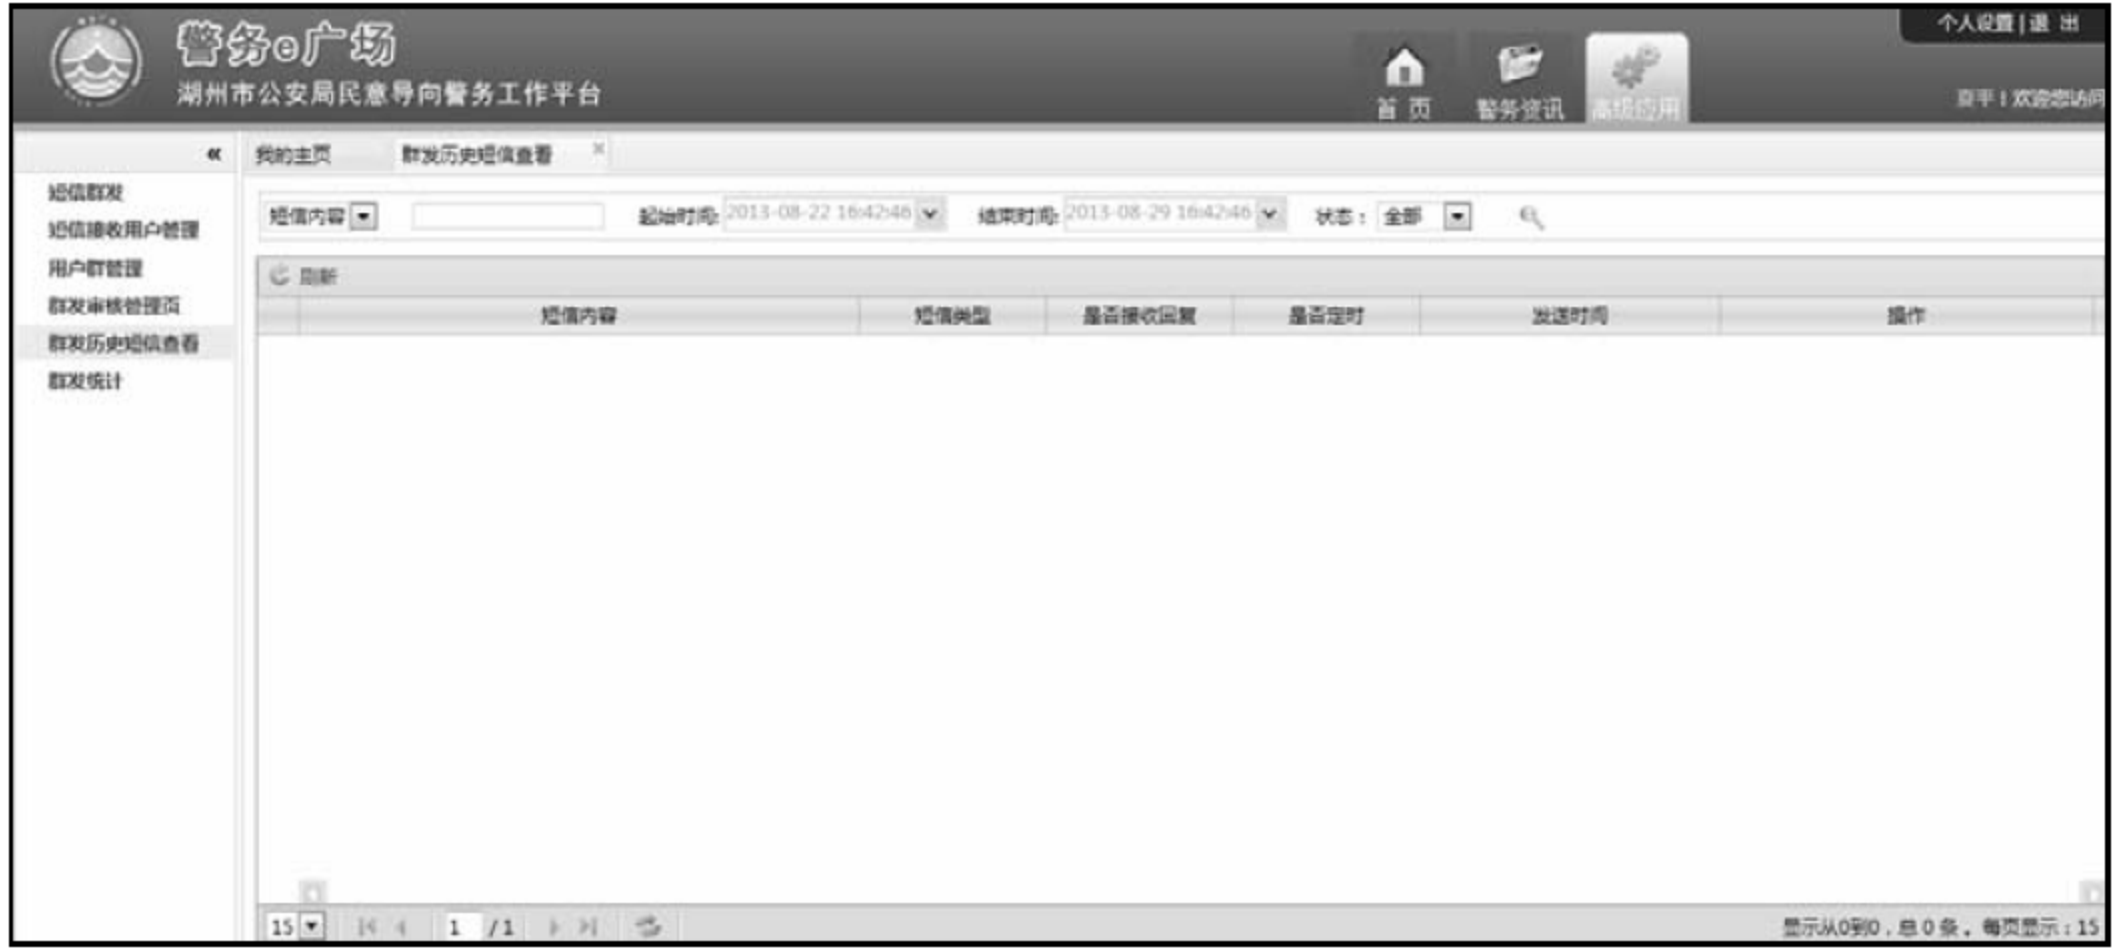 个人设置 | 退 出
警务e广场
湖州市公安局民意导向警务工作平台
首 页 警务资讯 高级应用
平！欢迎您访问
«
我的主页 群发历史短信查看
短信群发
短信接收用户管理
用户群管理
群发审核管理页
群发历史短信查看
群发统计
短信内容 起始时间: 2013-08-22 16:42:46 结束时间: 2013-08-29 16:42:46 状态： 全部
刷新
短信内容 短信类型 是否接收回复 是否定时 发送时间 操作
15 1 /1 显示从0到0，总 0 条 。每页显示：15